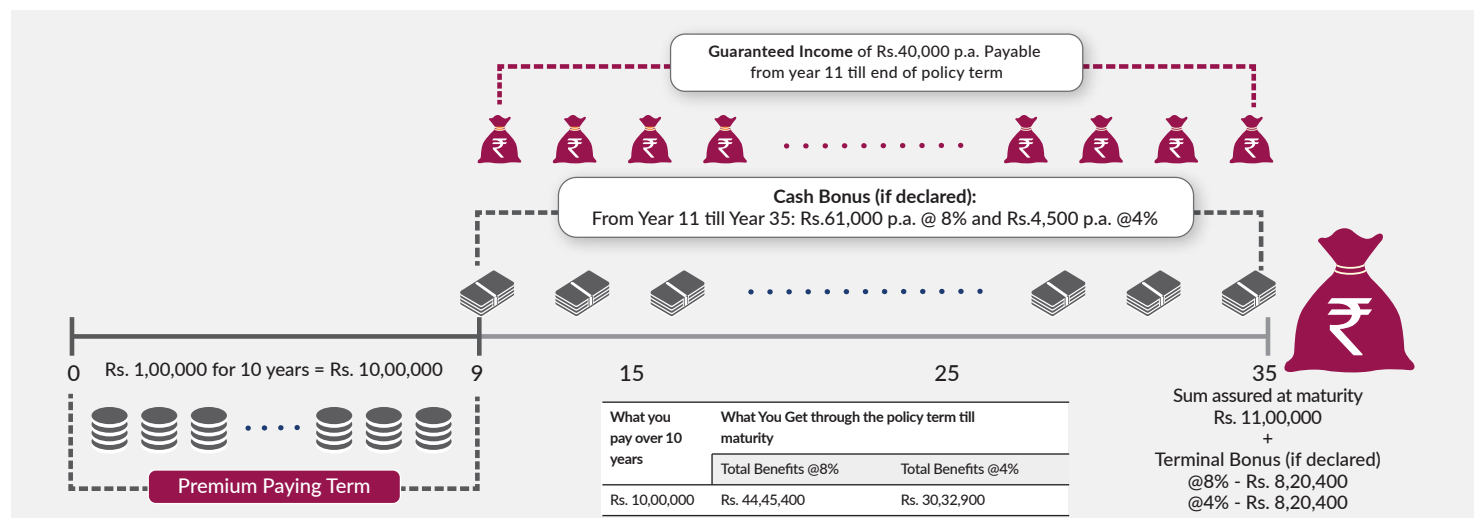 Guaranteed Income of Rs.40,000 p.a. Payable
from year 11 till end of policy term
₹ ₹ ₹ ₹ ₹ ₹ ₹ ₹
Cash Bonus (if declared):
From Year 11 till Year 35: Rs.61,000 p.a. @ 8% and Rs.4,500 p.a. @4%
₹
0 Rs. 1,00,000 for 10 years = Rs. 10,00,000 9 15 25 35
Premium Paying Term
What you
pay over 10
years
What You Get through the policy term till
maturity
Total Benefits @8% Total Benefits @4%
Rs. 10,00,000 Rs. 44,45,400 Rs. 30,32,900
Sum assured at maturity
Rs. 11,00,000
+
Terminal Bonus (if declared)
@8% - Rs. 8,20,400
@4% - Rs. 8,20,400